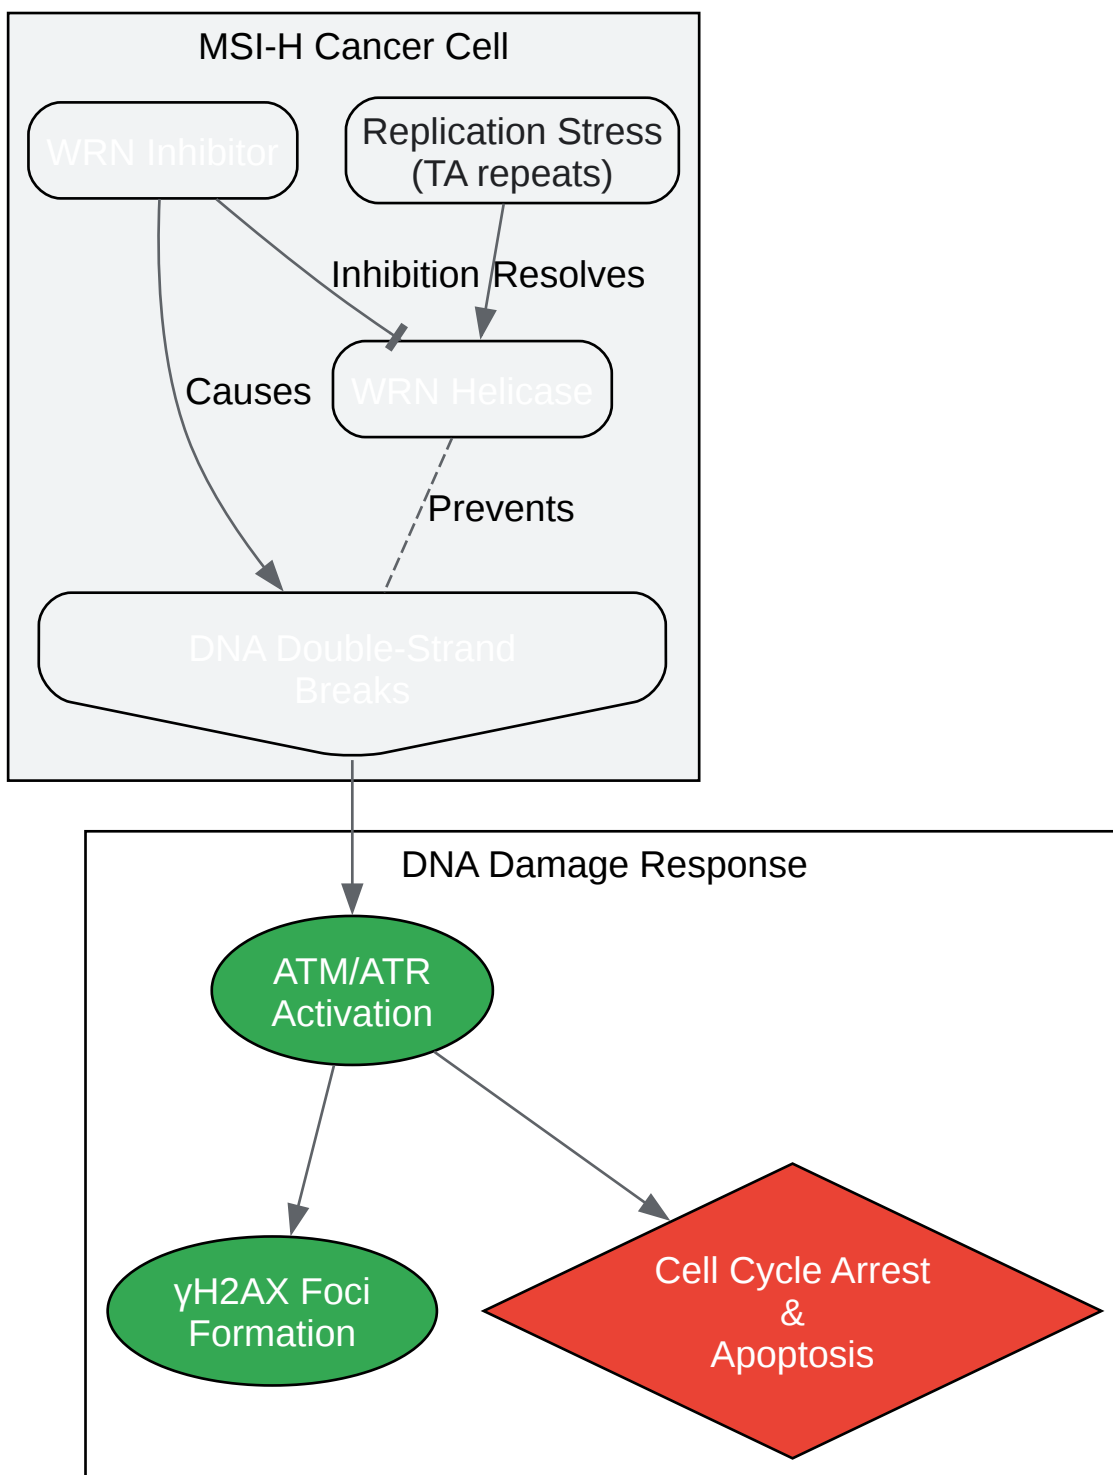 MSI-H Cancer Cell
WRN Inhibitor
Replication Stress
(TA repeats)
Inhibition
Resolves
Causes
WRN Helicase
Prevents
DNA Double-Strand
Breaks
DNA Damage Response
ATM/ATR
Activation
γH2AX Foci
Formation
Cell Cycle Arrest
&
Apoptosis